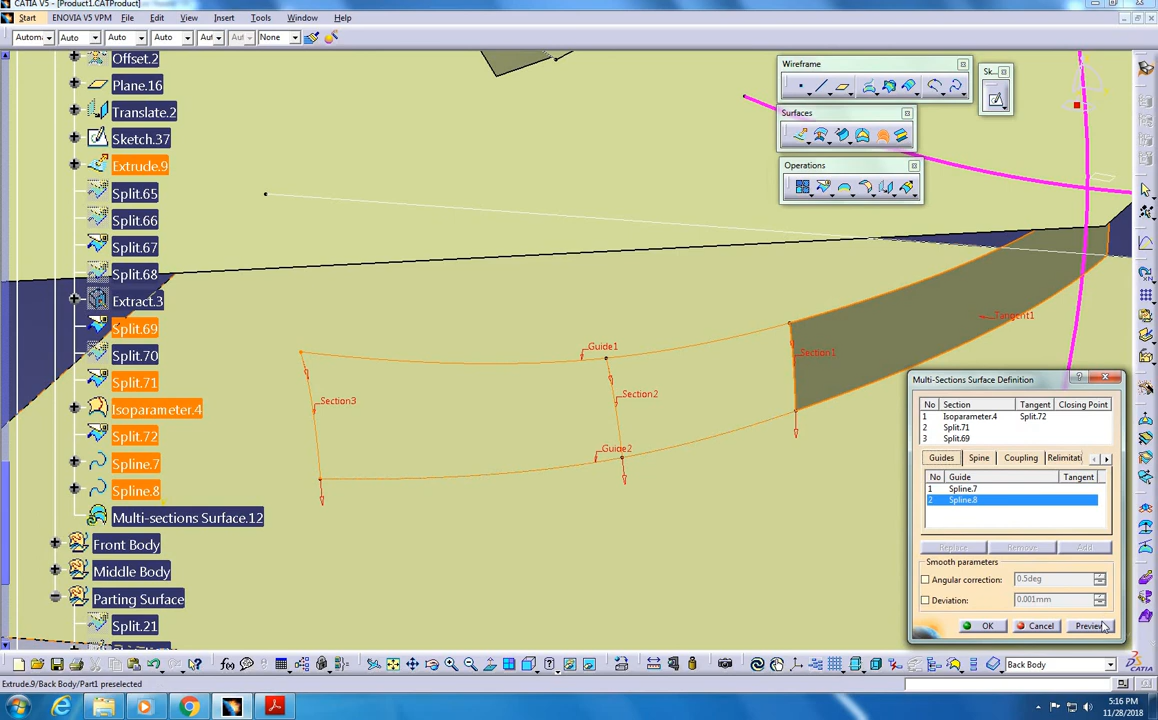 CATIA V5 - [Product1.CATProduct]
Start ENOVIA V5 VPM File Edit View Insert Tools Window Help
Autom Auto Auto Auto Aut Aut None
Offset.2
Plane.16
Translate.2
Sketch.37
Extrude.9
Split.65
Split.66
Split.67
Split.68
Extract.3
Split.69
Split.70
Split.71
Isoparameter.4
Split.72
Spline.7
Spline.8
Multi-sections Surface.12
Front Body
Middle Body
Parting Surface
Split.21
Wireframe
Sk...
Surfaces
Operations
Guide1
Section3
Section2
Guide2
Section1
Tangent1
Multi-Sections Surface Definition
No Section Tangent Closing Point
1 Isoparameter.4 Split.72
2 Split.71
3 Split.69
Guides Spine Coupling Relimitati
No Guide Tangent
1 Spline.7
2 Spline.8
Replace Remove Add
Smooth parameters
Angular correction: 0.5deg
Deviation: 0.001mm
OK Cancel Preview
Back Body
CATIA
Extrude.9/Back Body/Part1 preselected
5:16 PM
11/28/2018